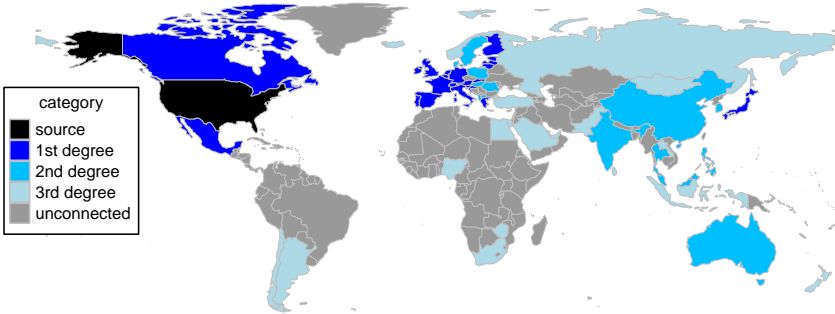 category
source
1st degree
2nd degree
3rd degree
unconnected